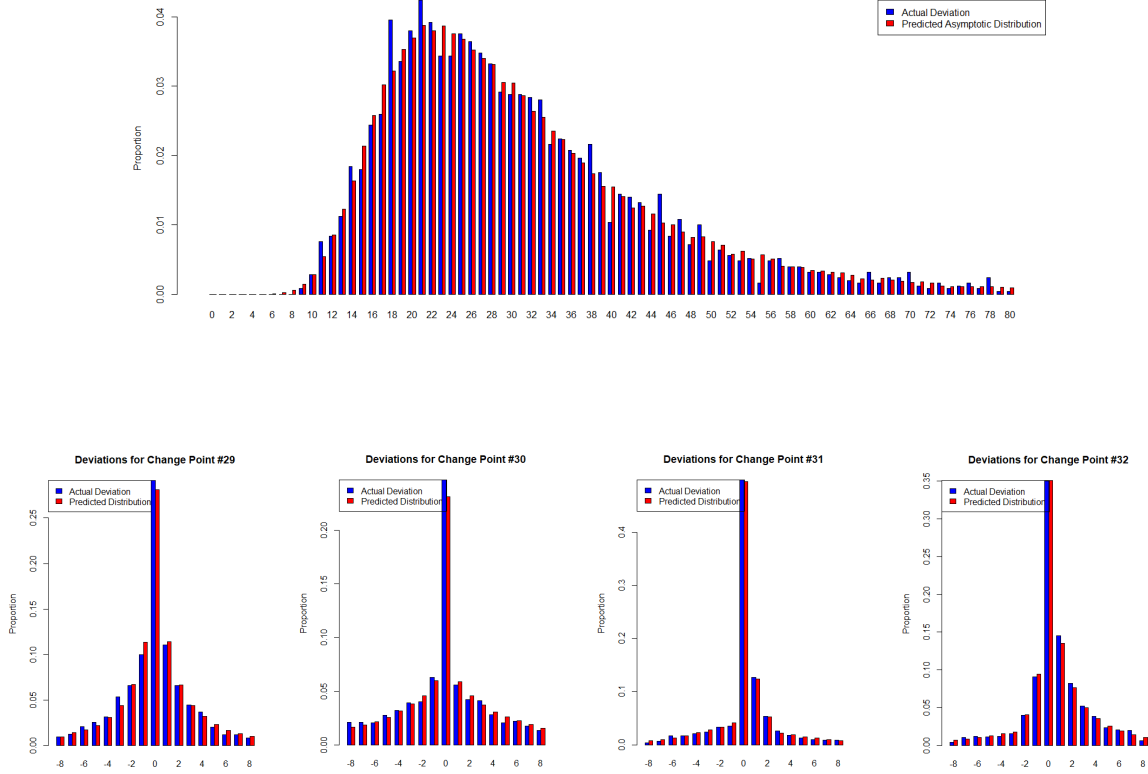 Actual Deviation
Predicted Asymptotic Distribution
Proportion
0.00 0.01 0.02 0.03 0.04
0 2 4 6 8 10 12 14 16 18 20 22 24 26 28 30 32 34 36 38 40 42 44 46 48 50 52 54 56 58 60 62 64 66 68 70 72 74 76 78 80
Deviations for Change Point #29
Actual Deviation
Predicted Distribution
Proportion
0.00 0.05 0.10 0.15 0.20 0.25
-8 -6 -4 -2 0 2 4 6 8
Deviations for Change Point #30
Actual Deviation
Predicted Distribution
Proportion
0.00 0.05 0.10 0.15 0.20
-8 -6 -4 -2 0 2 4 6 8
Deviations for Change Point #31
Actual Deviation
Predicted Distribution
Proportion
0.0 0.1 0.2 0.3 0.4
-8 -6 -4 -2 0 2 4 6 8
Deviations for Change Point #32
Actual Deviation
Predicted Distribution
Proportion
0.00 0.05 0.10 0.15 0.20 0.25 0.30 0.35
-8 -6 -4 -2 0 2 4 6 8